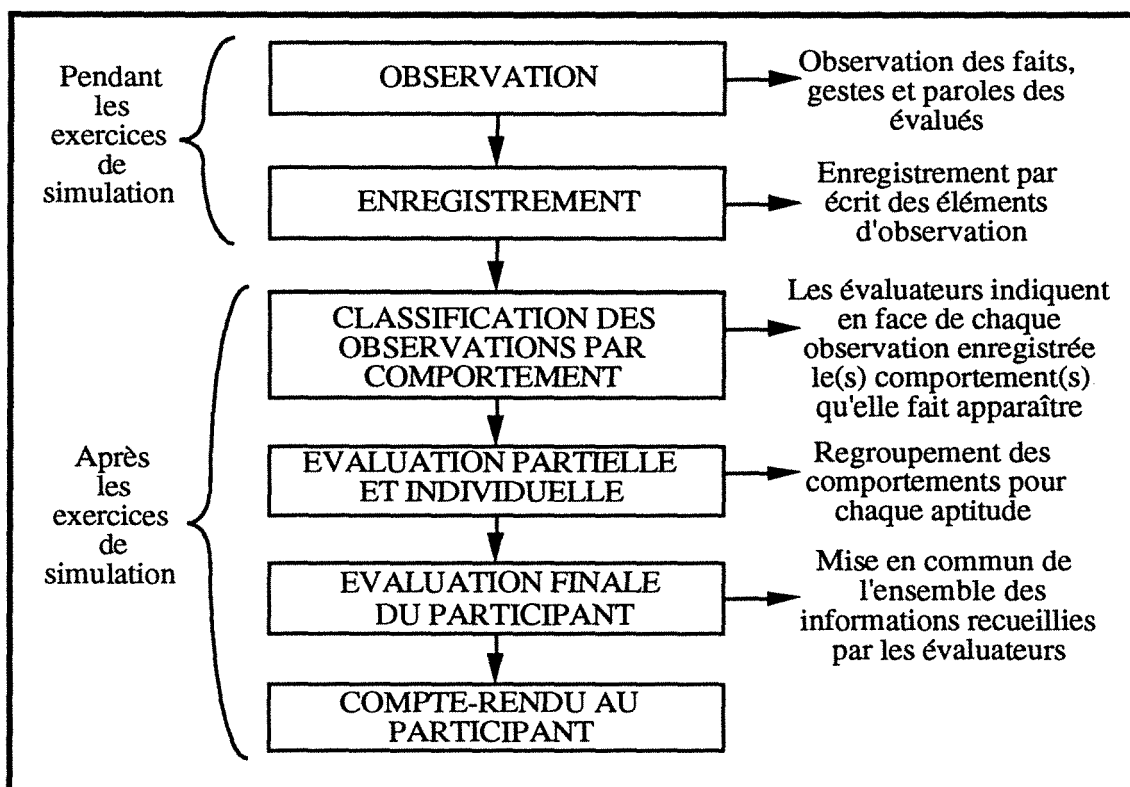 Pendant
les
exercices
de
simulation
OBSERVATION
Observation des faits,
gestes et paroles des
évalués
ENREGISTREMENT
Enregistrement par
écrit des éléments
d'observation
Après
les
exercices
de
simulation
CLASSIFICATION DES
OBSERVATIONS PAR
COMPORTEMENT
Les évaluateurs indiquent
en face de chaque
observation enregistrée
le(s) comportement(s)
qu'elle fait apparaître
EVALUATION PARTIELLE
ET INDIVIDUELLE
Regroupement des
comportements pour
chaque aptitude
EVALUATION FINALE
DU PARTICIPANT
Mise en commun de
l'ensemble des
informations recueillies
par les évaluateurs
COMPTE-RENDU AU
PARTICIPANT